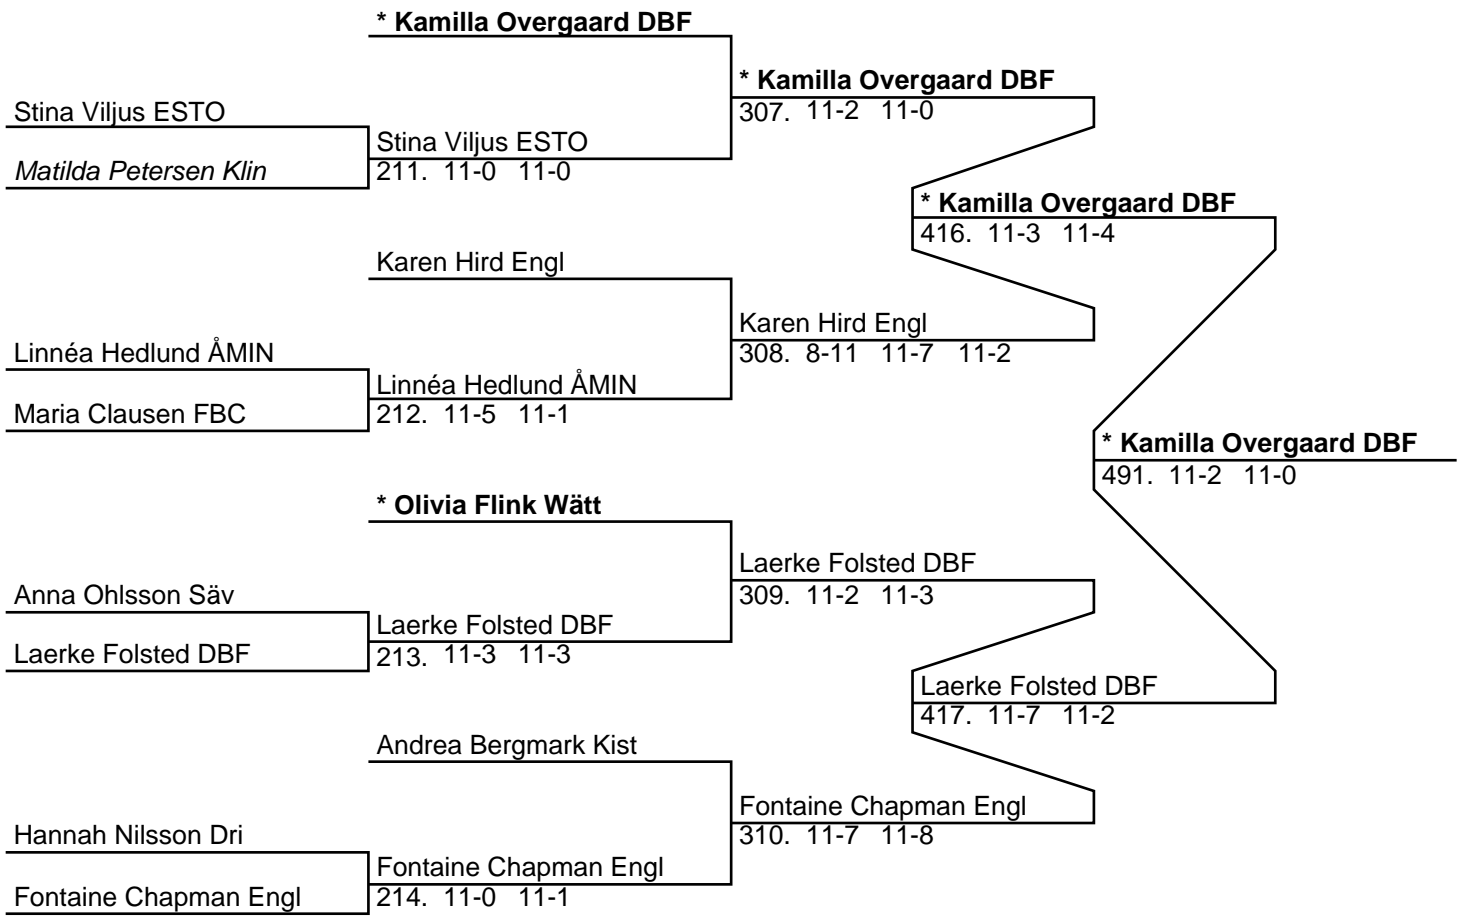 * Kamilla Overgaard DBF
* Kamilla Overgaard DBF
Stina Viljus ESTO
307. 11-2 11-0
Stina Viljus ESTO
Matilda Petersen Klin
211. 11-0 11-0
* Kamilla Overgaard DBF
416. 11-3 11-4
Karen Hird Engl
Karen Hird Engl
Linnéa Hedlund ÅMIN
308. 8-11 11-7 11-2
Linnéa Hedlund ÅMIN
Maria Clausen FBC
212. 11-5 11-1
* Kamilla Overgaard DBF
491. 11-2 11-0
* Olivia Flink Wätt
Laerke Folsted DBF
Anna Ohlsson Säv
309. 11-2 11-3
Laerke Folsted DBF
Laerke Folsted DBF
213. 11-3 11-3
Laerke Folsted DBF
417. 11-7 11-2
Andrea Bergmark Kist
Fontaine Chapman Engl
Hannah Nilsson Dri
310. 11-7 11-8
Fontaine Chapman Engl
Fontaine Chapman Engl
214. 11-0 11-1